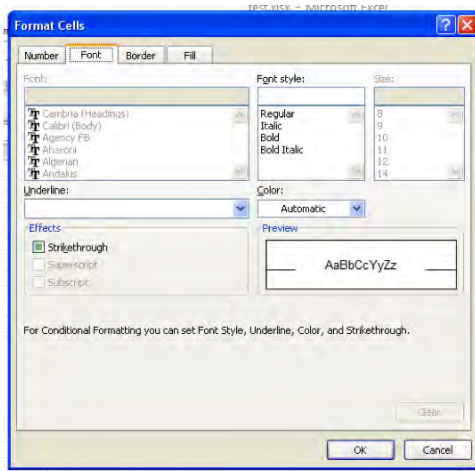 test.xlsx - Microsoft Excel
Format Cells
Number Font Border Fill
Font: Font style: Size:
Cambria (Headings) Regular 8
Calibri (Body) Italic 9
Agency FB Bold 10
Aharoni Bold Italic 11
Algerian 12
Andalus 14
Underline: Color:
Automatic
Effects Preview
Strikethrough
AaBbCcYyZz
Superscript
Subscript
For Conditional Formatting you can set Font Style, Underline, Color, and Strikethrough.
Clear
OK Cancel